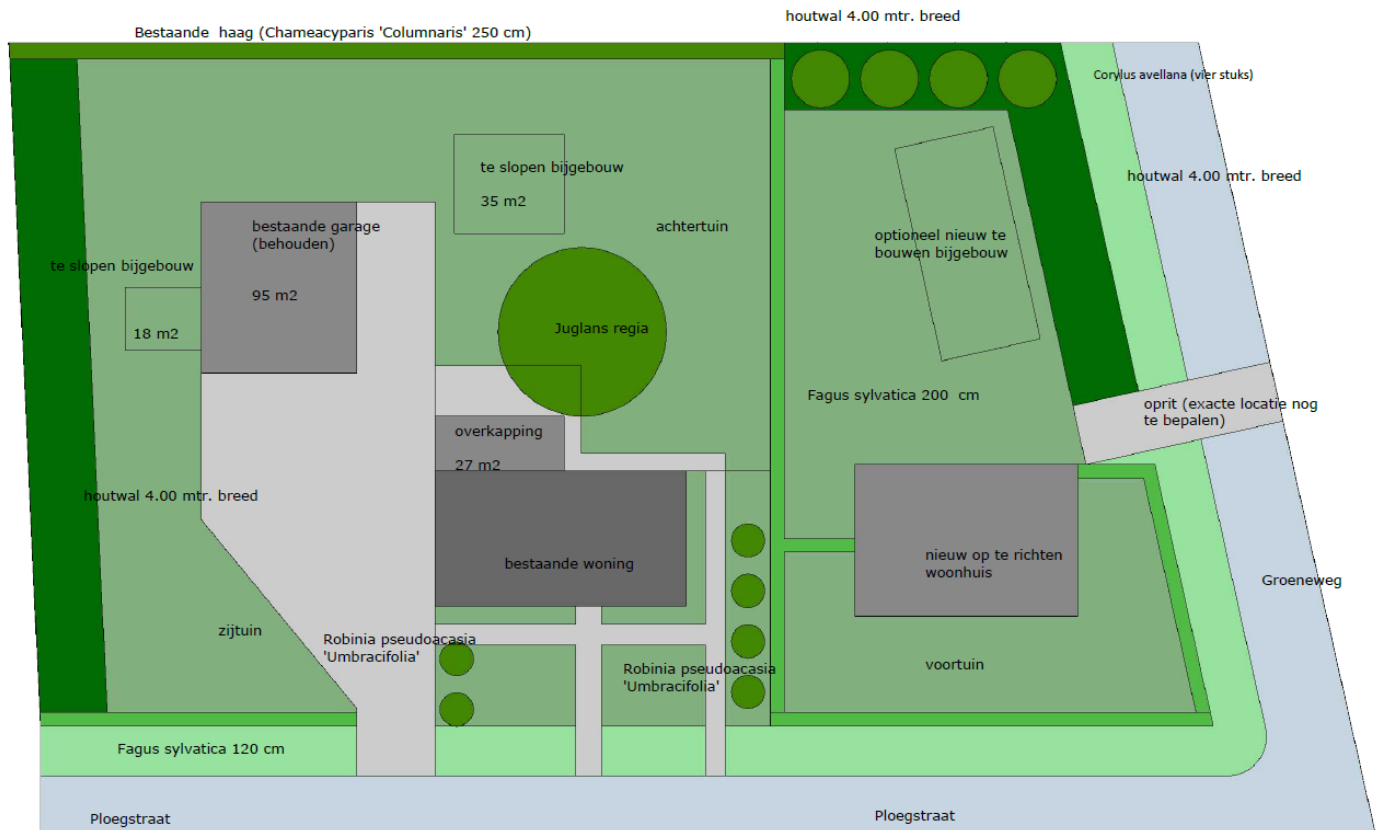 houtwal 4.00 mtr. breed
Bestaande haag (Chameacyparis 'Columnaris' 250 cm)
Corylus avellana (vier stuks)
te slopen bijgebouw
35 m2
houtwal 4.00 mtr. breed
bestaande garage
(behouden)
95 m2
achtertuin
optioneel nieuw te
bouwen bijgebouw
te slopen bijgebouw
18 m2
Juglans regia
Fagus sylvatica 200 cm
oprit (exacte locatie nog
te bepalen)
overkapping
27 m2
houtwal 4.00 mtr. breed
bestaande woning
nieuw op te richten
woonhuis
Groeneweg
zijtuin
Robinia pseudoacasia
'Umbracifolia'
Robinia pseudoacasia
'Umbracifolia'
voortuin
Fagus sylvatica 120 cm
Ploegstraat
Ploegstraat